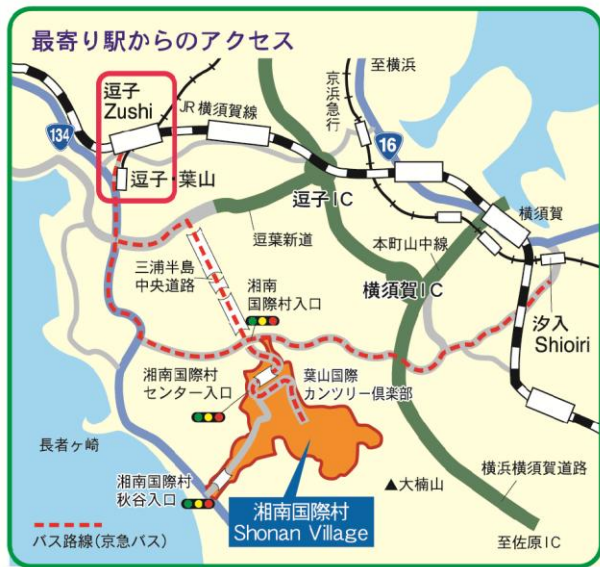 最寄り駅からのアクセス
至横浜
京浜急行
逗子
Zushi
JR横須賀線
134
16
逗子・葉山
逗子IC
横須賀
逗葉新道
本町山中線
三浦半島
中央道路
湘南
国際村入口
横須賀IC
汐入
Shioiri
湘南国際村
センター入口
葉山国際
カンツリー倶楽部
長者ヶ崎
湘南国際村
秋谷入口
横浜横須賀道路
▲大楠山
湘南国際村
Shonan Village
バス路線(京急バス)
至佐原IC